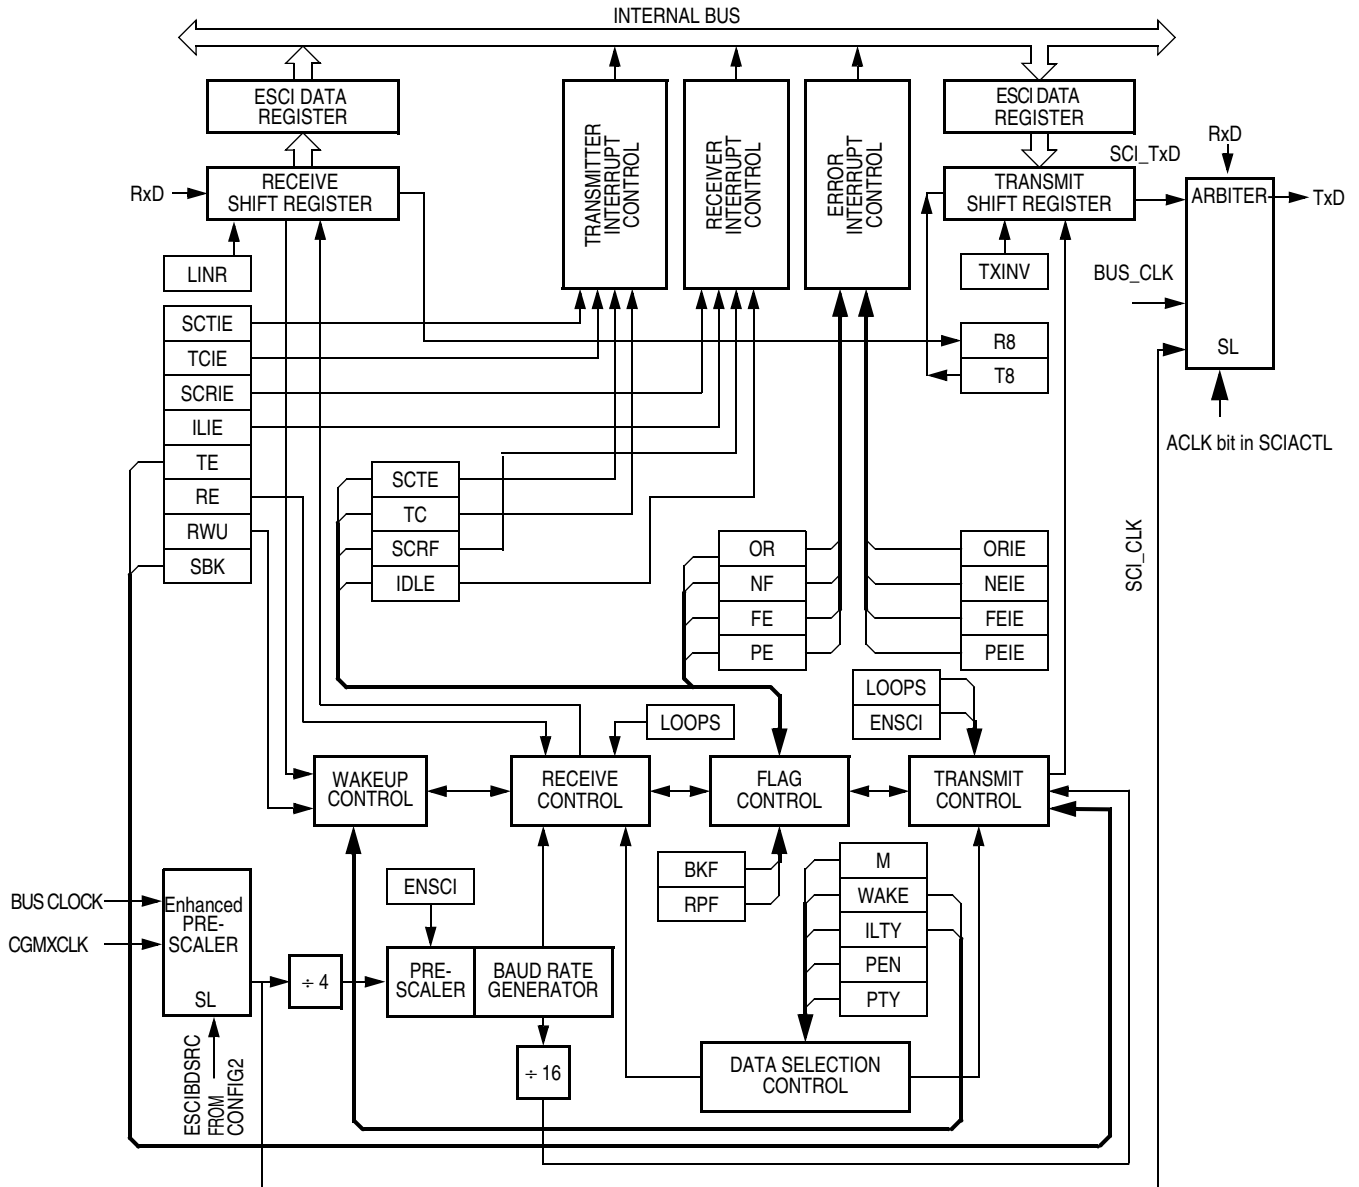 INTERNAL BUS
ESCI DATA
REGISTER
ESCI DATA
REGISTER
TRANSMITTER
INTERRUPT
CONTROL
RECEIVER
INTERRUPT
CONTROL
ERROR
INTERRUPT
CONTROL
RxD
RECEIVE
SHIFT REGISTER
TRANSMIT
SHIFT REGISTER
SCI_TxD
RxD
ARBITER
TxD
BUS_CLK
SL
ACLK bit in SCIACTL
LINR
TXINV
SCTIE
TCIE
SCRIE
ILIE
TE
RE
RWU
SBK
R8
T8
SCTE
TC
SCRF
IDLE
OR
NF
FE
PE
ORIE
NEIE
FEIE
PEIE
SCI_CLK
LOOPS
LOOPS
ENSCI
WAKEUP
CONTROL
RECEIVE
CONTROL
FLAG
CONTROL
TRANSMIT
CONTROL
BKF
RPF
M
WAKE
ILTY
PEN
PTY
BUS CLOCK
CGMXCLK
Enhanced
PRE-
SCALER
SL
ENSCI
÷ 4
PRE-
SCALER
BAUD RATE
GENERATOR
÷ 16
DATA SELECTION
CONTROL
ESCIBDSRC
FROM
CONFIG2